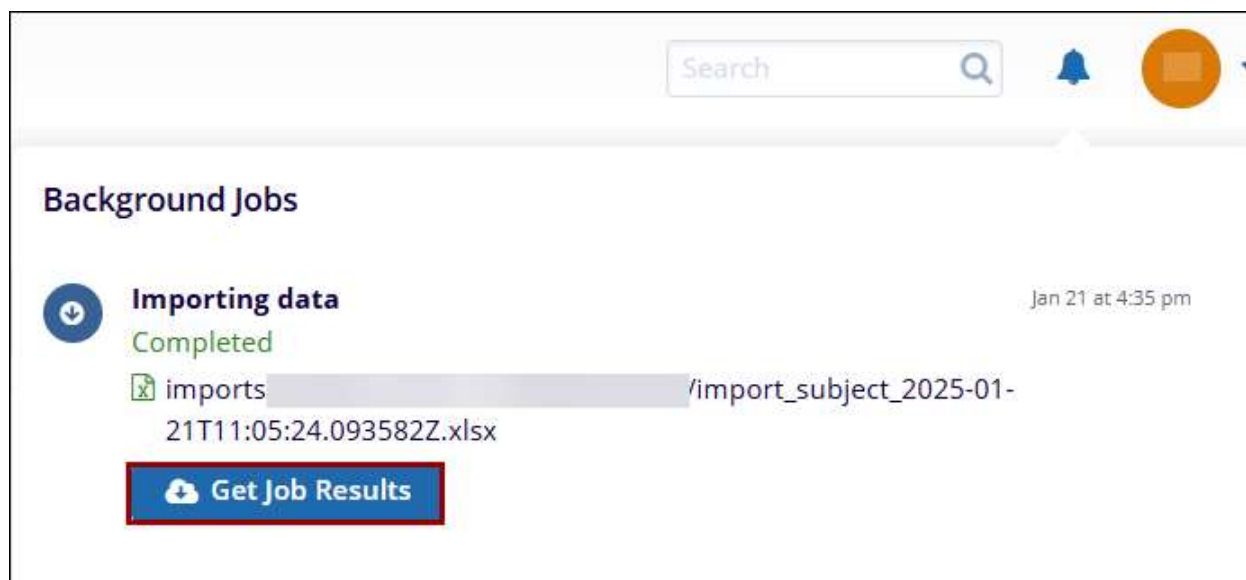 Search
Background Jobs
Importing data
Jan 21 at 4:35 pm
Completed
imports /import_subject_2025-01-
21T11:05:24.093582Z.xlsx
Get Job Results